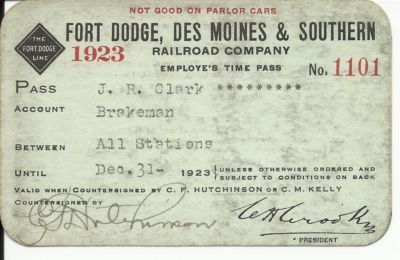 NOT GOOD ON PARLOR CARS
THE FORT DODGE LINE
FORT DODGE, DES MOINES & SOUTHERN
1923 RAILROAD COMPANY
EMPLOYE'S TIME PASS No. 1101
PASS J. R. Clark *********
ACCOUNT Brakeman
BETWEEN All Stations
UNTIL Dec. 31- 1923 { UNLESS OTHERWISE ORDERED AND SUBJECT TO CONDITIONS ON BACK
VALID WHEN COUNTERSIGNED BY C. F. HUTCHINSON OR C. M. KELLY
COUNTERSIGNED BY
C F Hutchinson C H Crooks
PRESIDENT